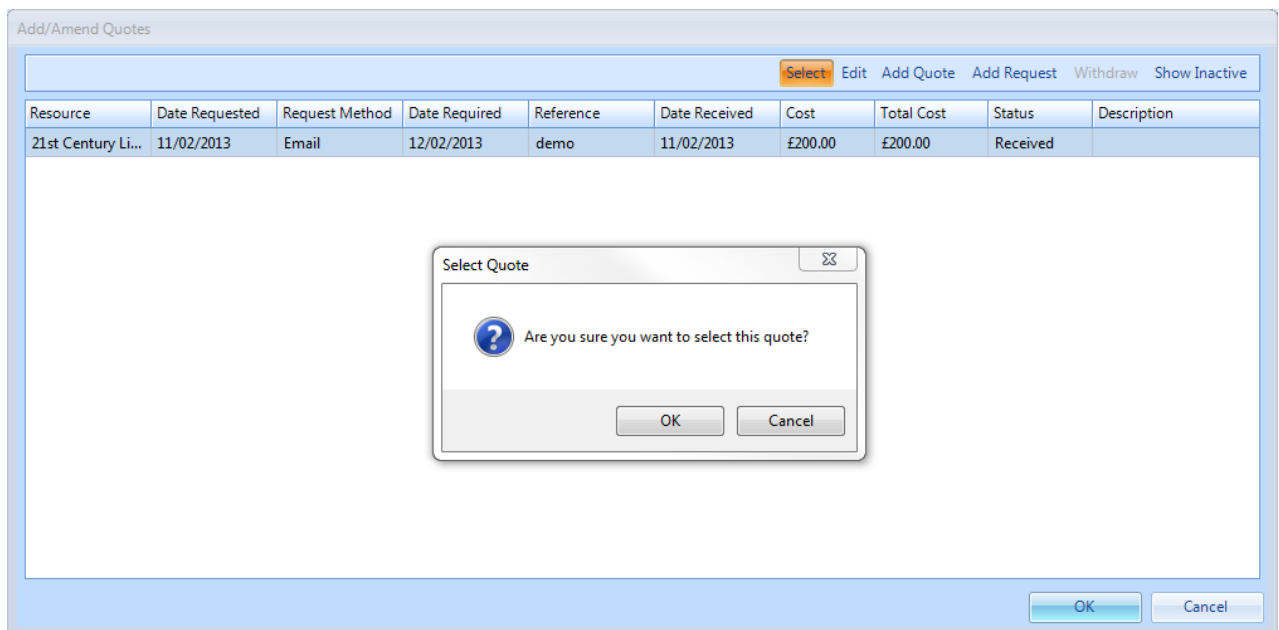 Add/Amend Quotes
Select Edit Add Quote Add Request Withdraw Show Inactive
Resource Date Requested Request Method Date Required Reference Date Received Cost Total Cost Status Description
21st Century Li... 11/02/2013 Email 12/02/2013 demo 11/02/2013 £200.00 £200.00 Received
Select Quote
Are you sure you want to select this quote?
OK Cancel
OK Cancel